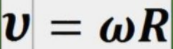 υ = ωR